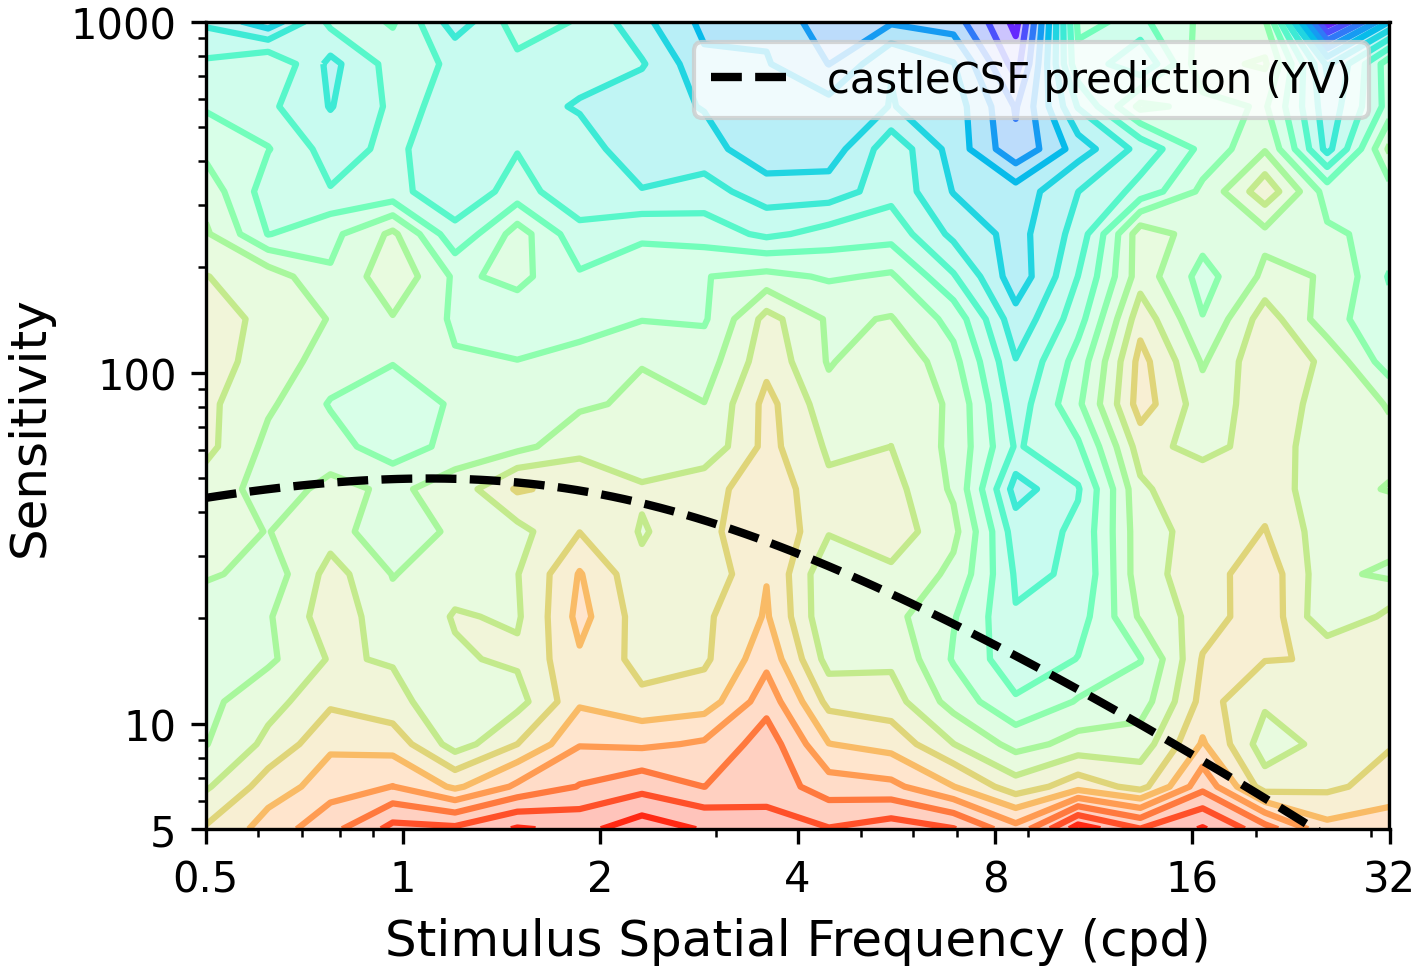 1000
castleCSF prediction (YV)
Sensitivity
100
10
5
0.5 1 2 4 8 16 32
Stimulus Spatial Frequency (cpd)